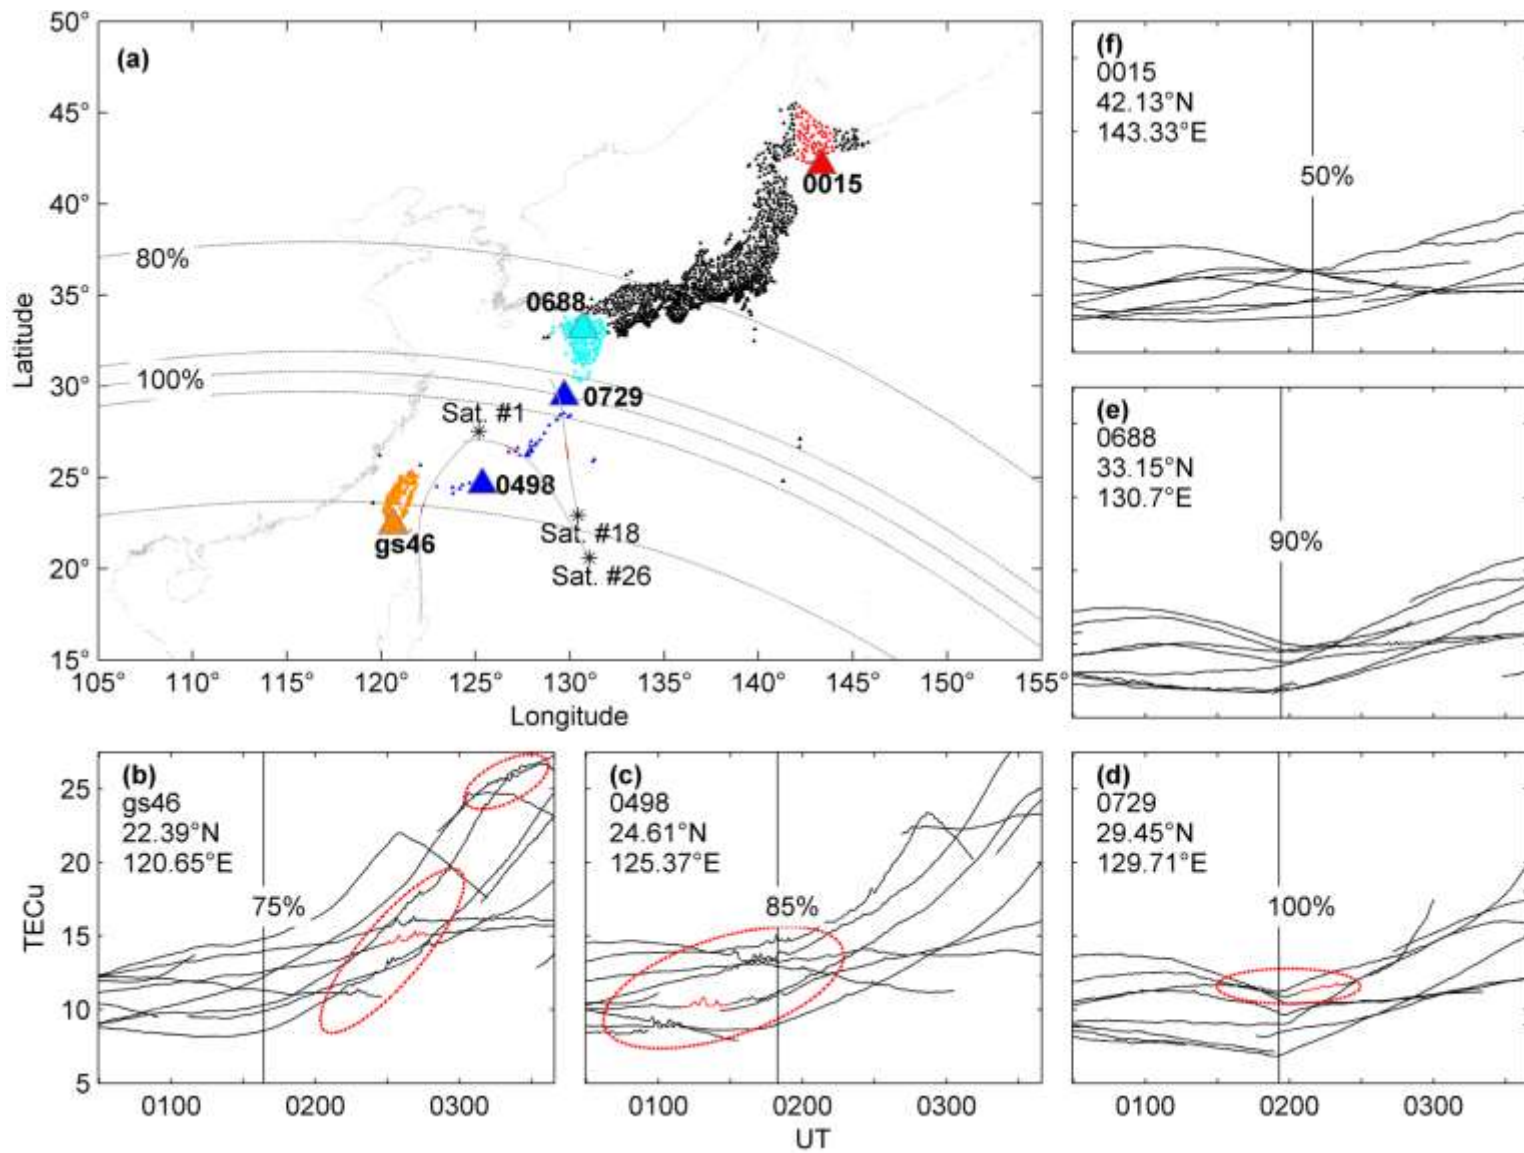 (a)
50°
45°
40°
35°
30°
25°
20°
15°
Latitude
80%
100%
0015
0688
0729
Sat. #1
0498
gs46
Sat. #18
Sat. #26
105° 110° 115° 120° 125° 130° 135° 140° 145° 150° 155°
Longitude
(f)
0015
42.13°N
143.33°E
50%
(e)
0688
33.15°N
130.7°E
90%
(b)
gs46
22.39°N
120.65°E
75%
25
20
15
10
5
TECu
0100 0200 0300
(c)
0498
24.61°N
125.37°E
85%
0100 0200 0300
UT
(d)
0729
29.45°N
129.71°E
100%
0100 0200 0300